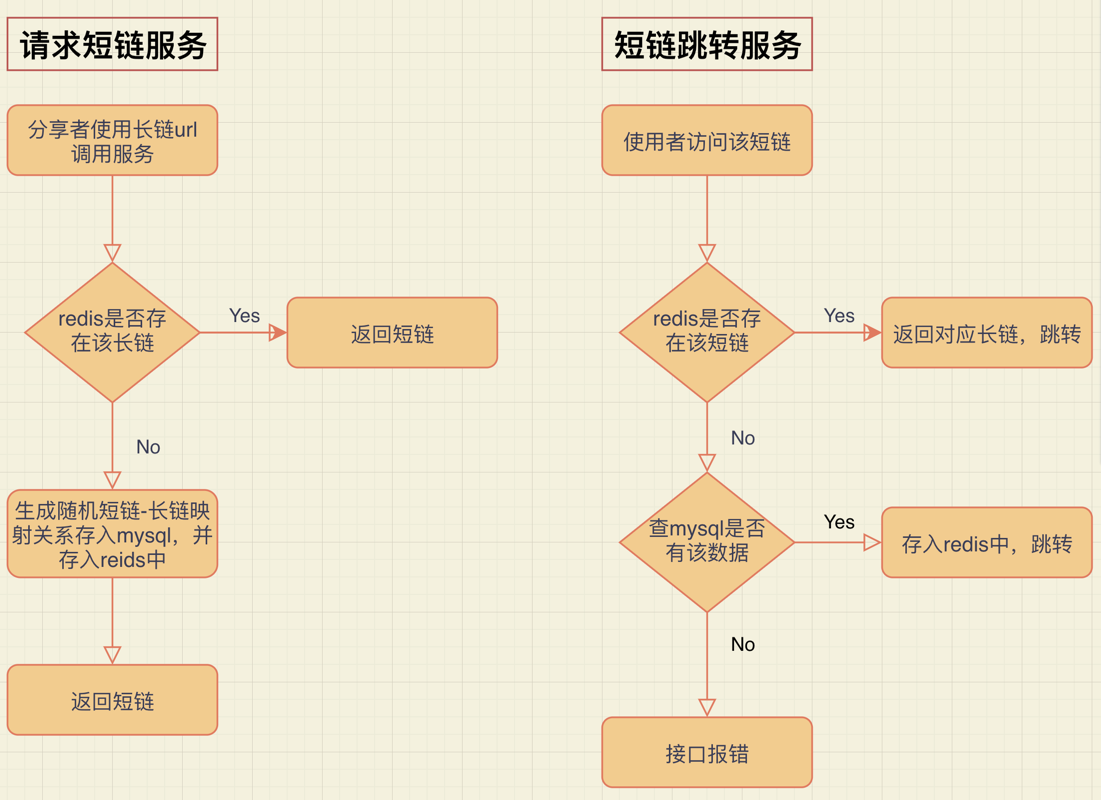 请求短链服务
分享者使用长链url
调用服务
redis是否存
在该长链
Yes
返回短链
No
生成随机短链-长链映
射关系存入mysql，并
存入reids中
返回短链
短链跳转服务
使用者访问该短链
redis是否存
在该短链
Yes
返回对应长链，跳转
No
查mysql是否
有该数据
Yes
存入redis中，跳转
No
接口报错